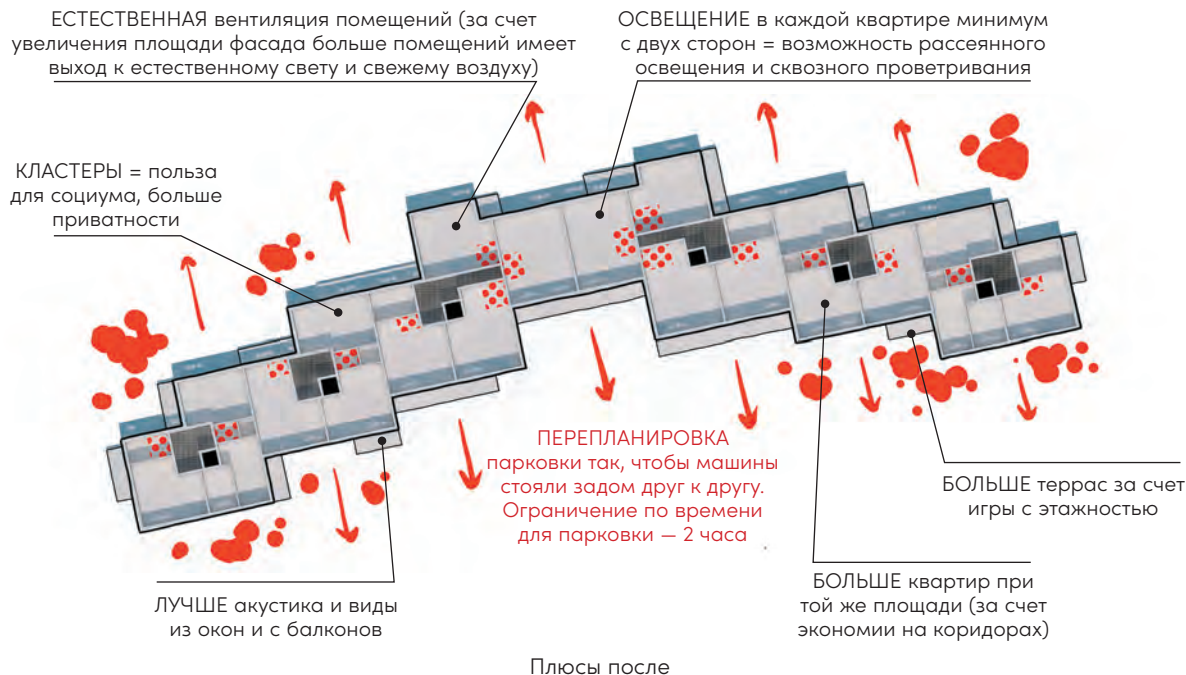 ЕСТЕСТВЕННАЯ вентиляция помещений (за счет
увеличения площади фасада больше помещений имеет
выход к естественному свету и свежему воздуху)
ОСВЕЩЕНИЕ в каждой квартире минимум
с двух сторон = возможность рассеянного
освещения и сквозного проветривания
КЛАСТЕРЫ = польза
для социума, больше
приватности
ПЕРЕПЛАНИРОВКА
парковки так, чтобы машины
стояли задом друг к другу.
Ограничение по времени
для парковки — 2 часа
БОЛЬШЕ террас за счет
игры с этажностью
ЛУЧШЕ акустика и виды
из окон и с балконов
БОЛЬШЕ квартир при
той же площади (за счет
экономии на коридорах)
Плюсы после